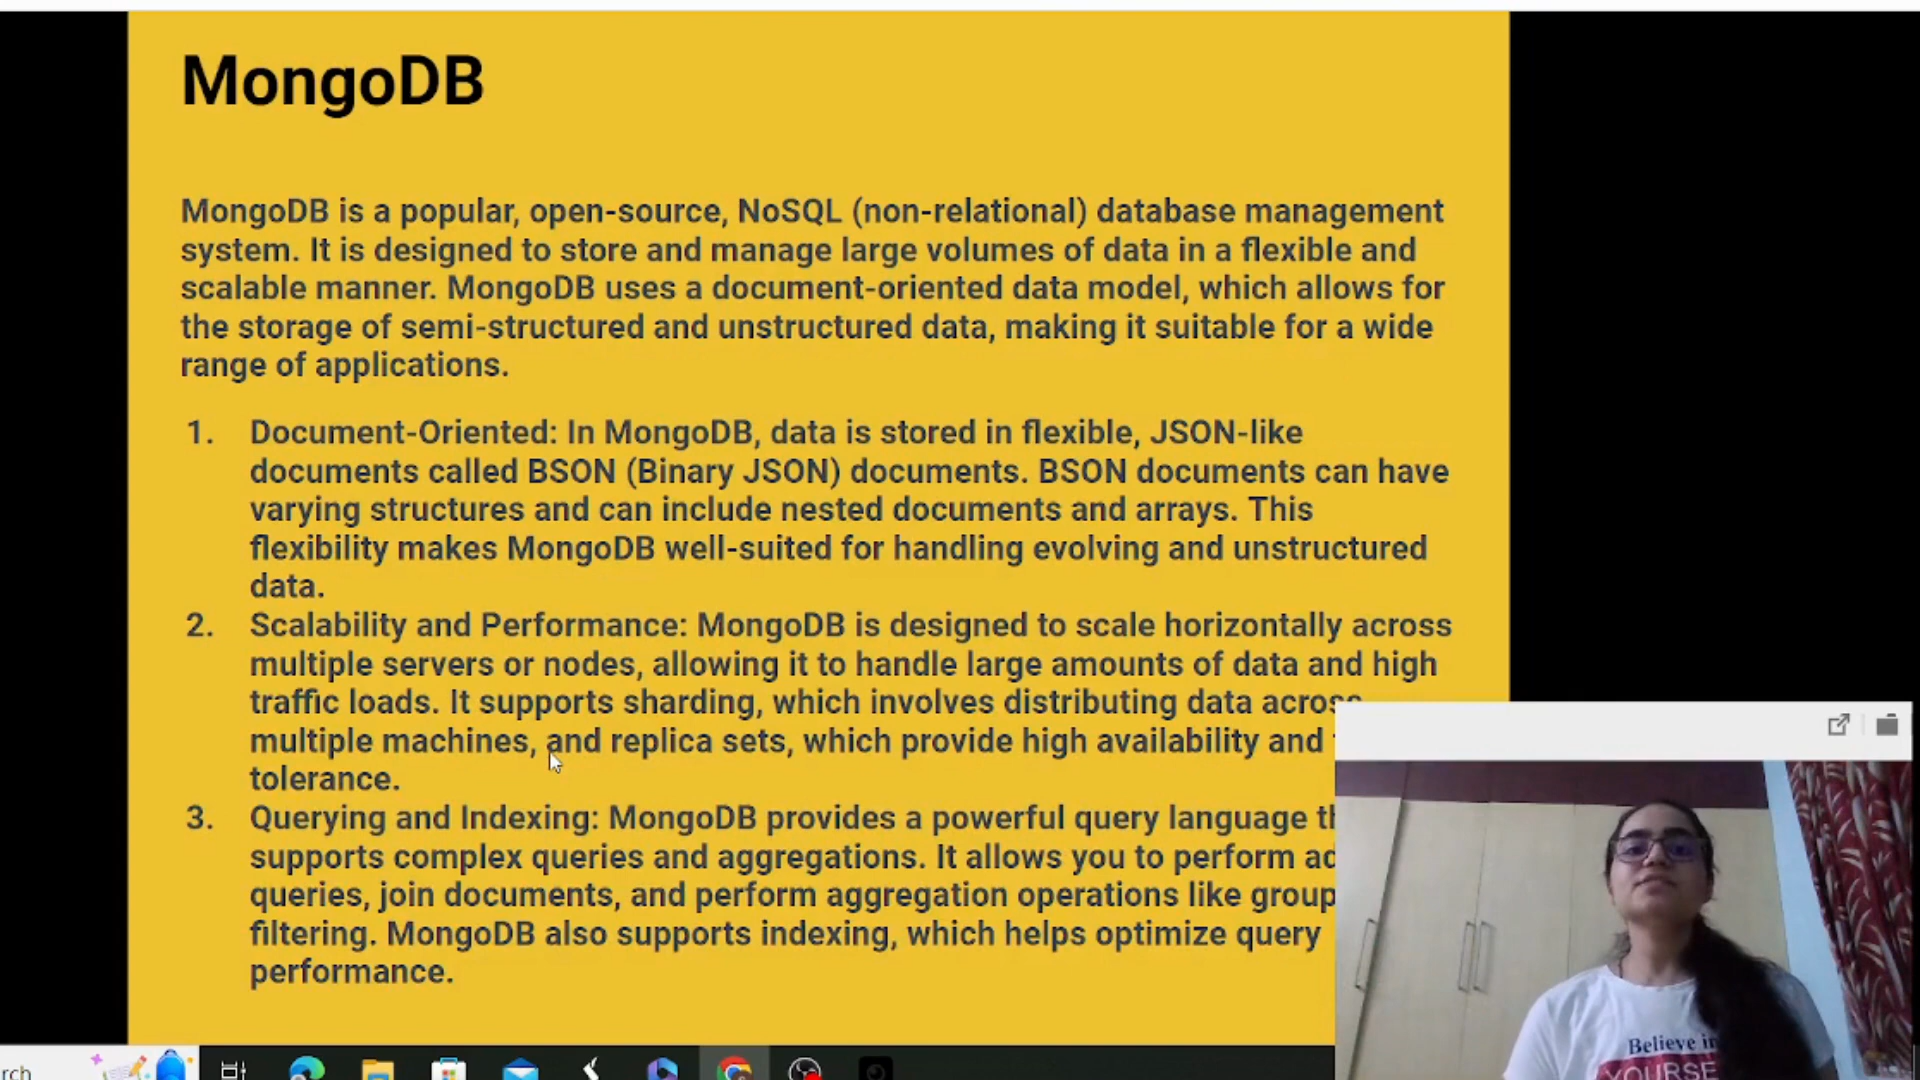 MongoDB
MongoDB is a popular, open-source, NoSQL (non-relational) database management
system. It is designed to store and manage large volumes of data in a flexible and
scalable manner. MongoDB uses a document-oriented data model, which allows for
the storage of semi-structured and unstructured data, making it suitable for a wide
range of applications.
1. Document-Oriented: In MongoDB, data is stored in flexible, JSON-like
documents called BSON (Binary JSON) documents. BSON documents can have
varying structures and can include nested documents and arrays. This
flexibility makes MongoDB well-suited for handling evolving and unstructured
data.
2. Scalability and Performance: MongoDB is designed to scale horizontally across
multiple servers or nodes, allowing it to handle large amounts of data and high
traffic loads. It supports sharding, which involves distributing data across
multiple machines, and replica sets, which provide high availability and
tolerance.
3. Querying and Indexing: MongoDB provides a powerful query language
supports complex queries and aggregations. It allows you to perform
queries, join documents, and perform aggregation operations like group
filtering. MongoDB also supports indexing, which helps optimize query
performance.
rch
Believe in
YOURSE